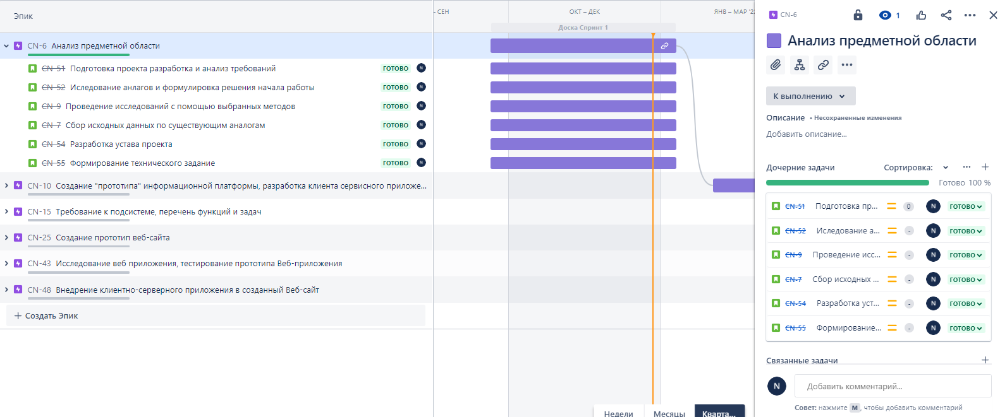 Эпик
- СЕН
ОКТ – ДЕК
ЯНВ – МАР '22
Доска Спринт 1
CN-6 Анализ предметной области
CN-51 Подготовка проекта разработка и анализ требований ГОТОВО N
CN-52 Иследование анлагов и формулировка решения начала работы ГОТОВО N
CN-9 Проведение исследований с помощью выбранных методов ГОТОВО N
CN-7 Сбор исходных данных по существующим аналогам ГОТОВО N
CN-54 Разработка устава проекта ГОТОВО N
CN-55 Формирование технического задание ГОТОВО N
CN-10 Создание "прототипа" информационной платформы, разработка клиента сервисного приложе...
CN-15 Требование к подсистеме, перечень функций и задач
CN-25 Создание прототип веб-сайта
CN-43 Исследование веб приложения, тестирование прототипа Веб-приложения
CN-48 Внедрение клиентно-серверного приложения в созданный Веб-сайт
+ Создать Эпик
Недели Месяцы Кварта...
CN-6 1
Анализ предметной области
К выполнению
Описание • Несохраненные изменения
Добавить описание...
Дочерние задачи Сортировка:
Готово 100 %
CN-51 Подготовка пр... 0 N ГОТОВО
CN-52 Иследование а... - N ГОТОВО
CN-9 Проведение исс... - N ГОТОВО
CN-7 Сбор исходных ... - N ГОТОВО
CN-54 Разработка уст... - N ГОТОВО
CN-55 Формирование... - N ГОТОВО
Связанные задачи
N Добавить комментарий...
Совет: нажмите M, чтобы добавить комментарий